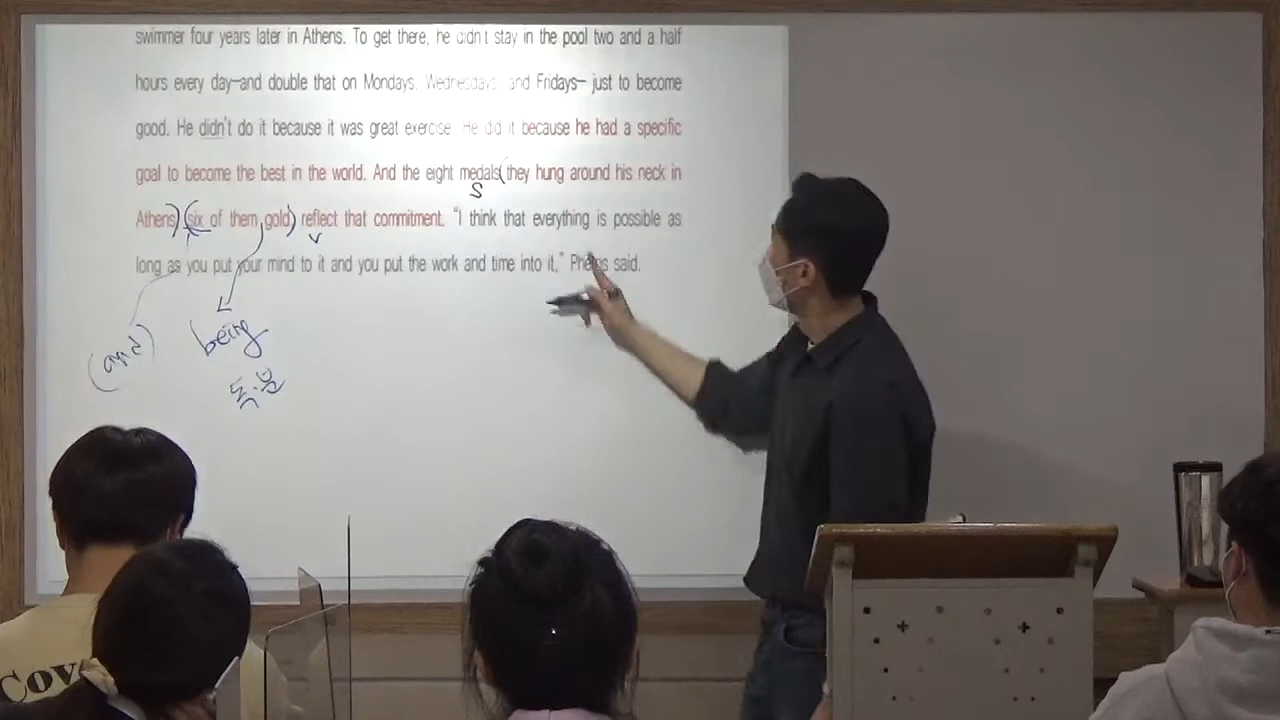 swimmer four years later in Athens. To get there, he didn't stay in the pool two and a half
hours every day—and double that on Mondays, Wednesdays, and Fridays— just to become
good. He didn't do it because it was great exercise. He did it because he had a specific
goal to become the best in the world. And the eight medals(they hung around his neck in
S
Athens) (six of them gold) reflect that commitment. "I think that everything is possible as
v
long as you put your mind to it and you put the work and time into it," Phelps said.
(and)
being
독.분
Cov